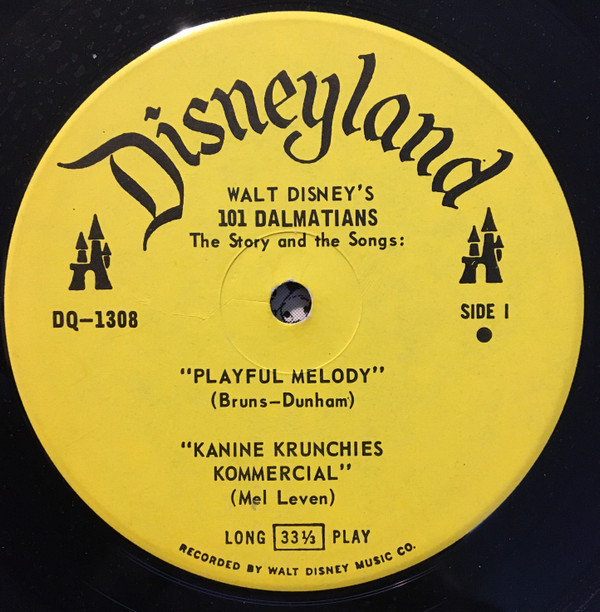 Disneyland
WALT DISNEY'S
101 DALMATIANS
The Story and the Songs:
DQ—1308
SIDE 1
"PLAYFUL MELODY"
(Bruns—Dunham)
"KANINE KRUNCHIES
KOMMERCIAL"
(Mel Leven)
LONG 33⅓ PLAY
RECORDED BY WALT DISNEY MUSIC CO.